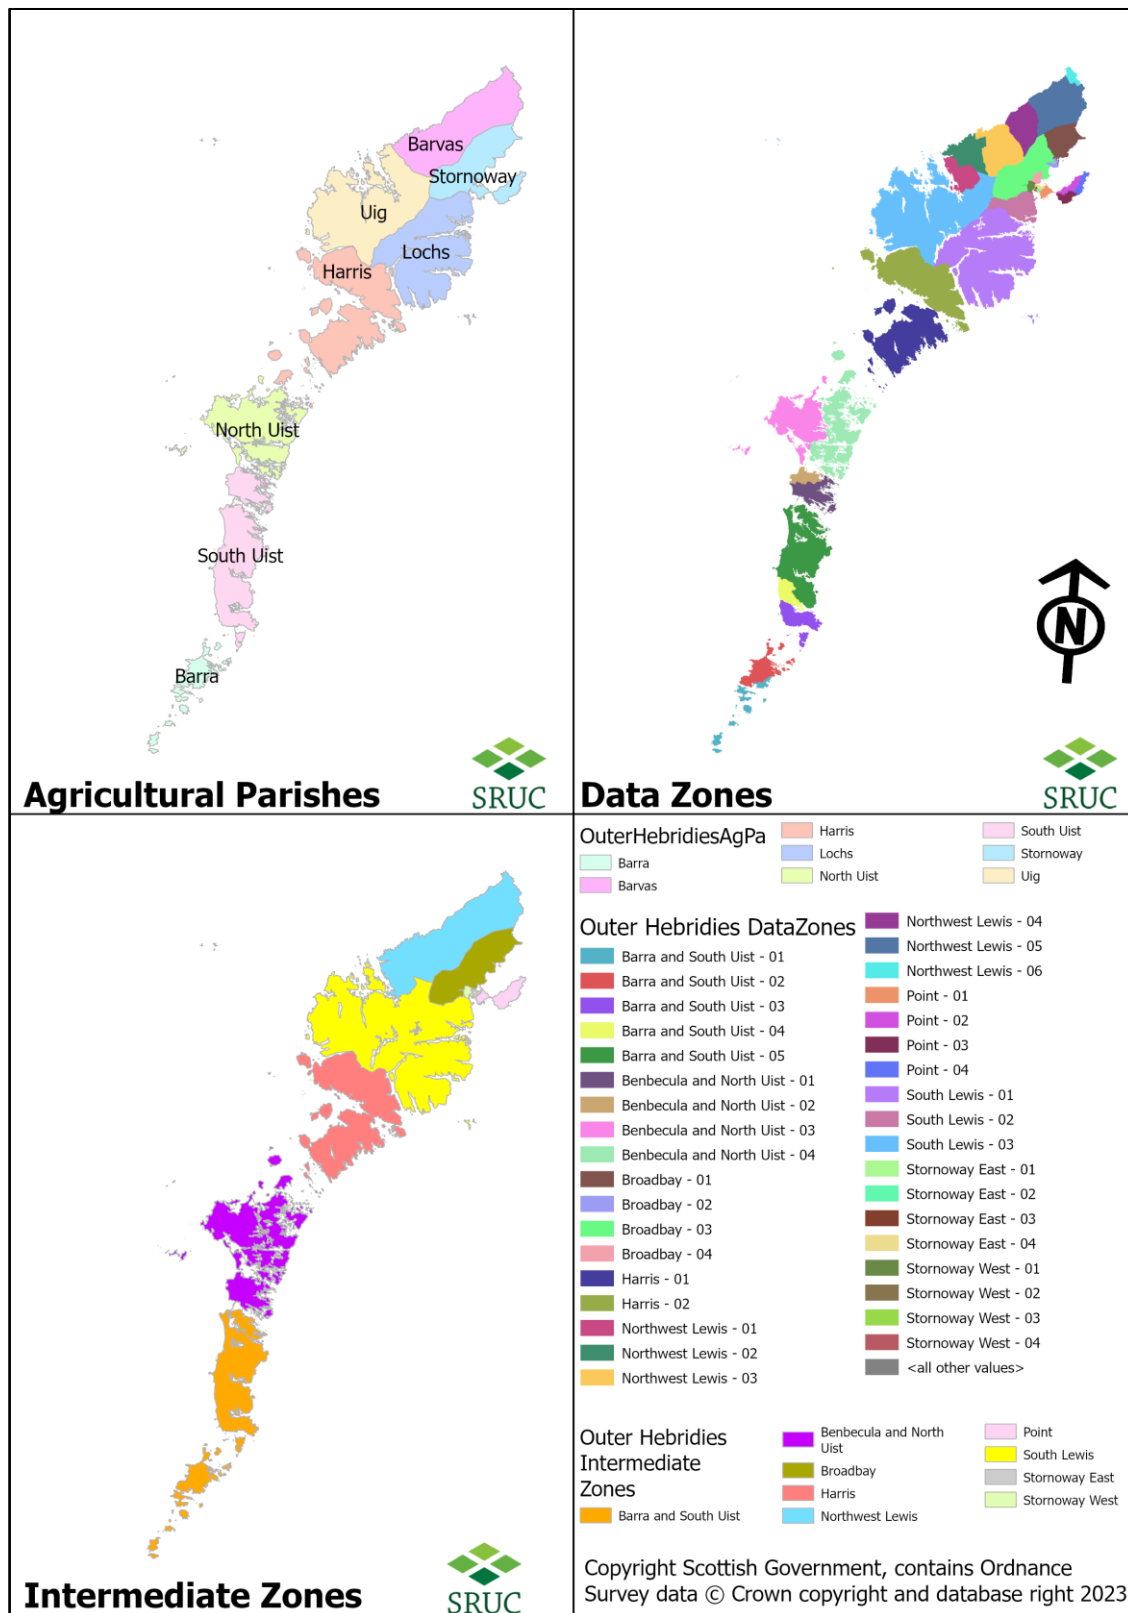 Barvas
Stornoway
Uig
Lochs
Harris
North Uist
South Uist
Barra
Agricultural Parishes
SRUC
N
Data Zones
SRUC
Intermediate Zones
SRUC
OuterHebridiesAgPa
Barra
Barvas
Harris
Lochs
North Uist
South Uist
Stornoway
Uig
Outer Hebridies DataZones
Barra and South Uist - 01
Barra and South Uist - 02
Barra and South Uist - 03
Barra and South Uist - 04
Barra and South Uist - 05
Benbecula and North Uist - 01
Benbecula and North Uist - 02
Benbecula and North Uist - 03
Benbecula and North Uist - 04
Broadbay - 01
Broadbay - 02
Broadbay - 03
Broadbay - 04
Harris - 01
Harris - 02
Northwest Lewis - 01
Northwest Lewis - 02
Northwest Lewis - 03
Northwest Lewis - 04
Northwest Lewis - 05
Northwest Lewis - 06
Point - 01
Point - 02
Point - 03
Point - 04
South Lewis - 01
South Lewis - 02
South Lewis - 03
Stornoway East - 01
Stornoway East - 02
Stornoway East - 03
Stornoway East - 04
Stornoway West - 01
Stornoway West - 02
Stornoway West - 03
Stornoway West - 04
<all other values>
Outer Hebridies
Intermediate
Zones
Barra and South Uist
Benbecula and North
Uist
Broadbay
Harris
Northwest Lewis
Point
South Lewis
Stornoway East
Stornoway West
Copyright Scottish Government, contains Ordnance
Survey data © Crown copyright and database right 2023